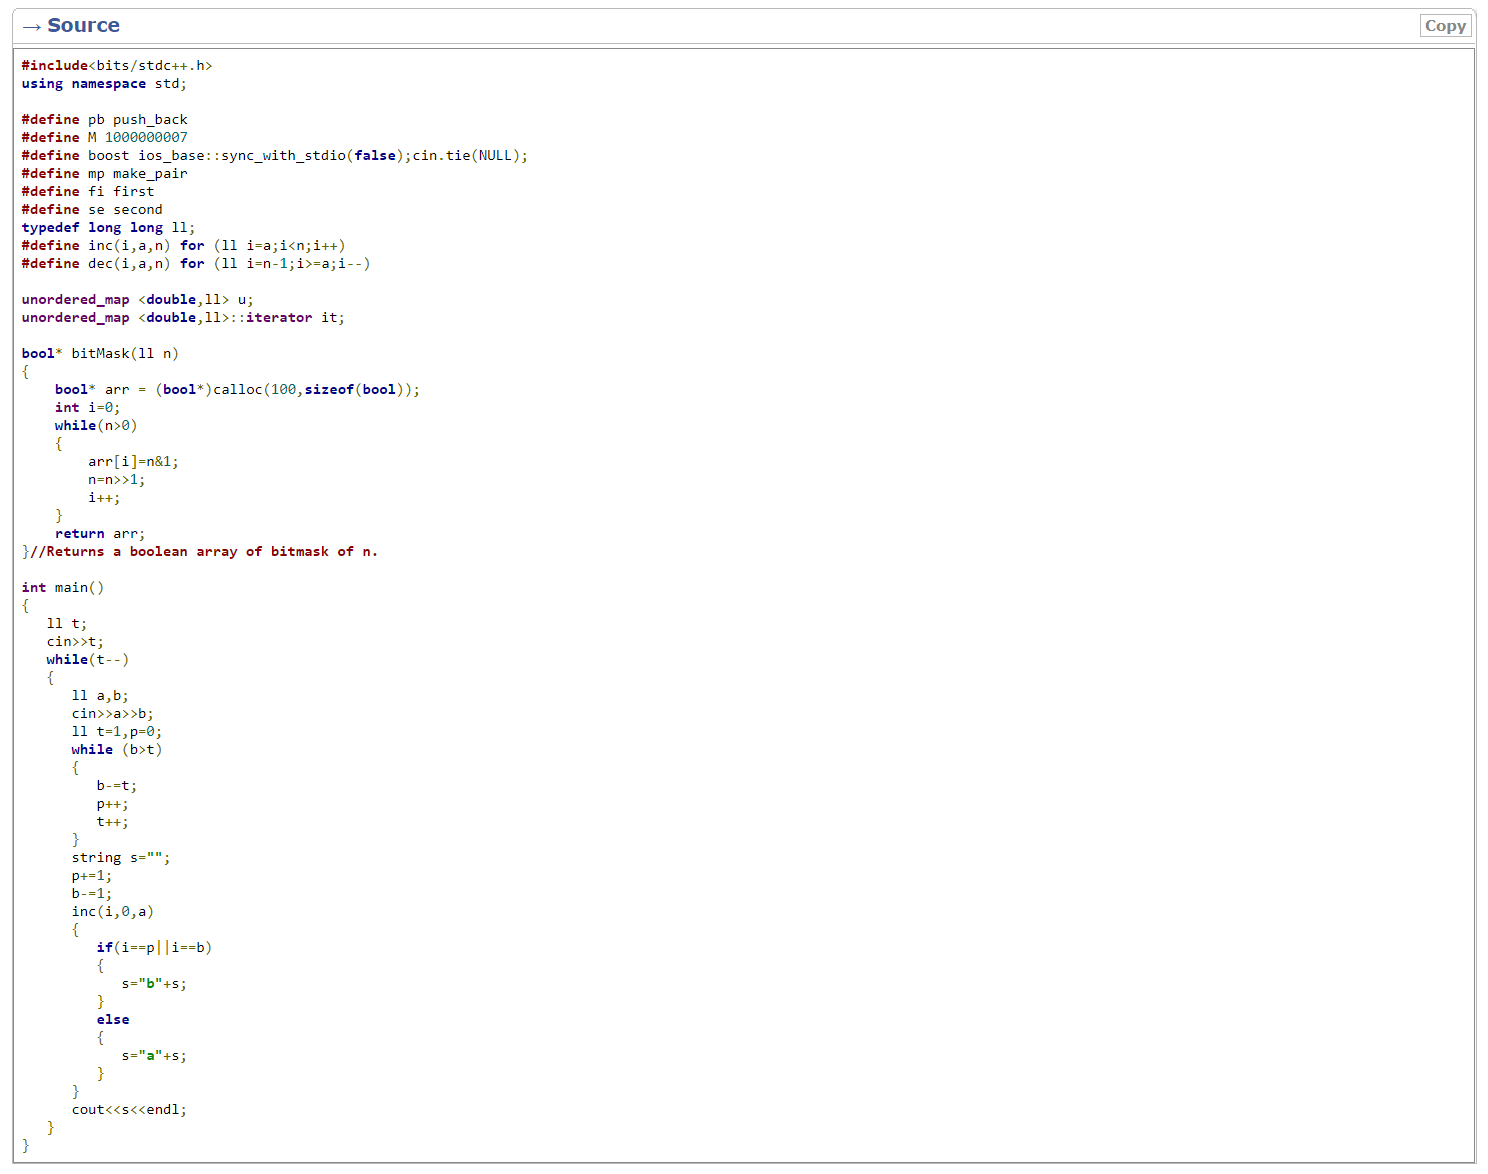 → Source
Copy
#include<bits/stdc++.h>
using namespace std;
#define pb push_back
#define M 1000000007
#define boost ios_base::sync_with_stdio(false);cin.tie(NULL);
#define mp make_pair
#define fi first
#define se second
typedef long long ll;
#define inc(i,a,n) for (ll i=a;i<n;i++)
#define dec(i,a,n) for (ll i=n-1;i>=a;i--)
unordered_map <double,ll> u;
unordered_map <double,ll>::iterator it;
bool* bitMask(ll n)
{
    bool* arr = (bool*)calloc(100,sizeof(bool));
    int i=0;
    while(n>0)
    {
        arr[i]=n&1;
        n=n>>1;
        i++;
    }
    return arr;
}//Returns a boolean array of bitmask of n.
int main()
{
   ll t;
   cin>>t;
   while(t--)
   {
      ll a,b;
      cin>>a>>b;
      ll t=1,p=0;
      while (b>t)
      {
         b-=t;
         p++;
         t++;
      }
      string s="";
      p+=1;
      b-=1;
      inc(i,0,a)
      {
         if(i==p||i==b)
         {
            s="b"+s;
         }
         else
         {
            s="a"+s;
         }
      }
      cout<<s<<endl;
   }
}